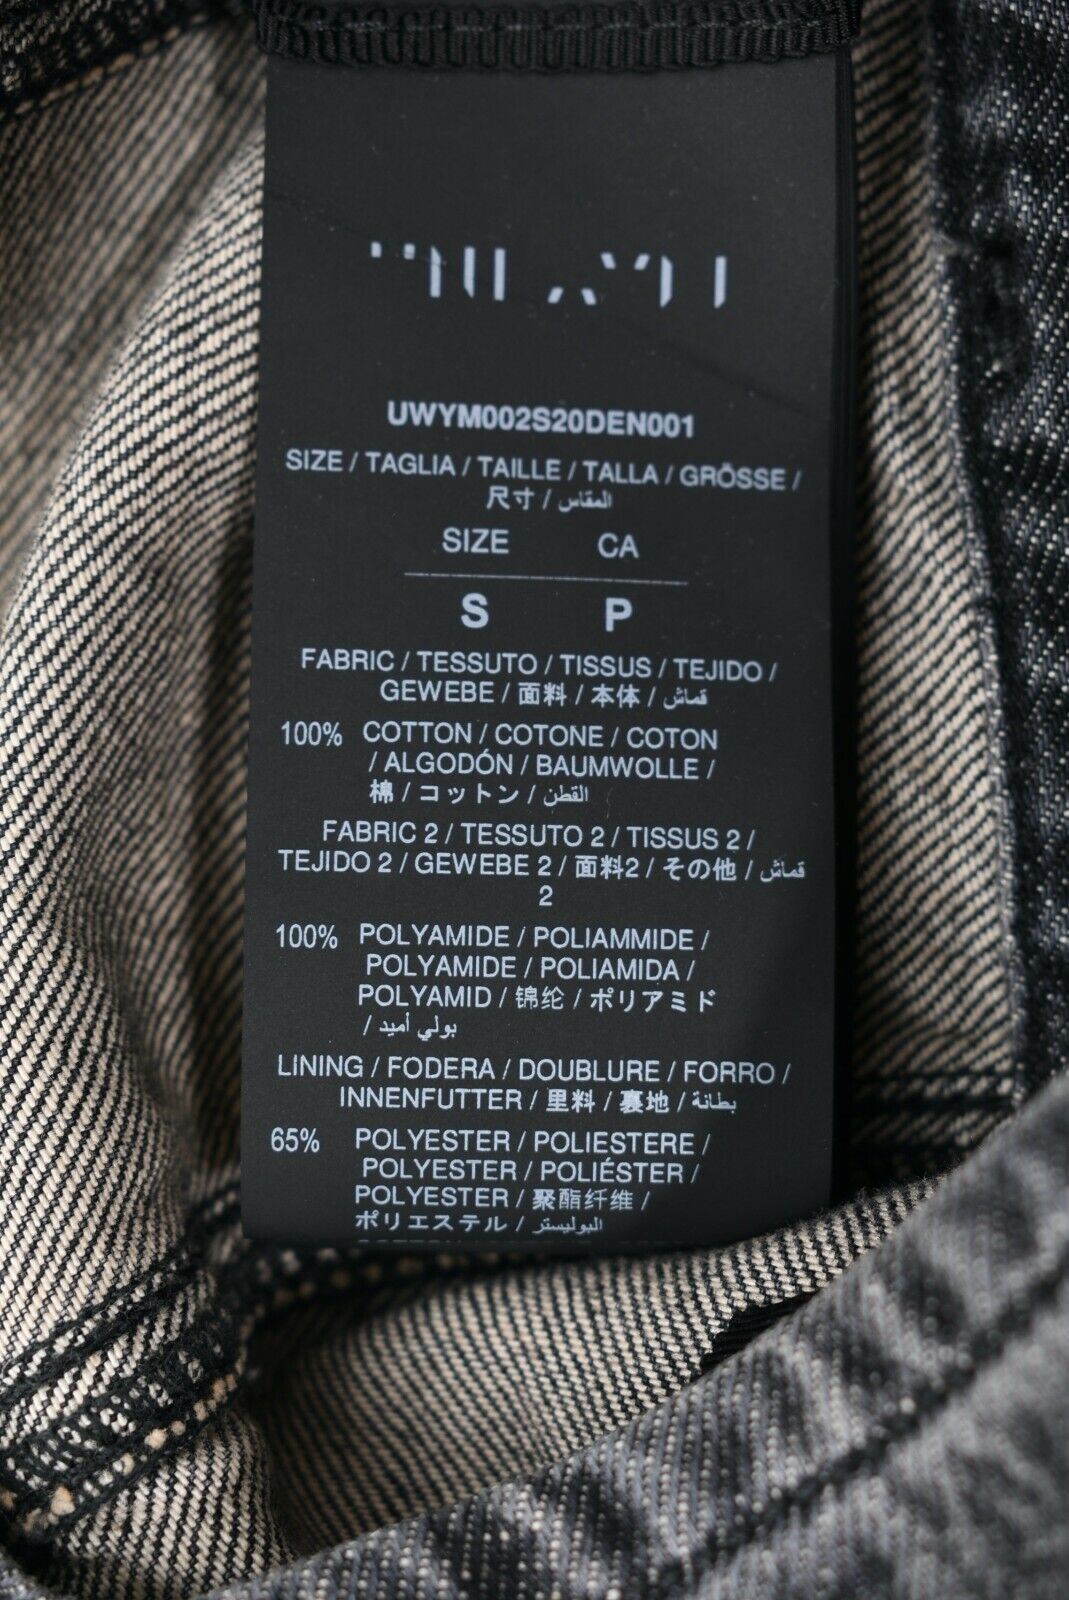 UWYM002S20DEN001
SIZE / TAGLIA / TAILLE / TALLA / GRÖSSE /
尺寸 / المقاس
SIZE CA
S P
FABRIC / TESSUTO / TISSUS / TEJIDO /
GEWEBE / 面料 / 本体 / قماش
100% COTTON / COTONE / COTON
/ ALGODÓN / BAUMWOLLE /
棉 / コットン / القطن
FABRIC 2 / TESSUTO 2 / TISSUS 2 /
TEJIDO 2 / GEWEBE 2 / 面料2 / その他 / قماش
2
100% POLYAMIDE / POLIAMMIDE /
POLYAMIDE / POLIAMIDA /
POLYAMID / 锦纶 / ポリアミド
/ بولي أميد
LINING / FODERA / DOUBLURE / FORRO /
INNENFUTTER / 里料 / 裏地 / بطانة
65% POLYESTER / POLIESTERE /
POLYESTER / POLIÉSTER /
POLYESTER / 聚酯纤维 /
ポリエステル / البوليستر